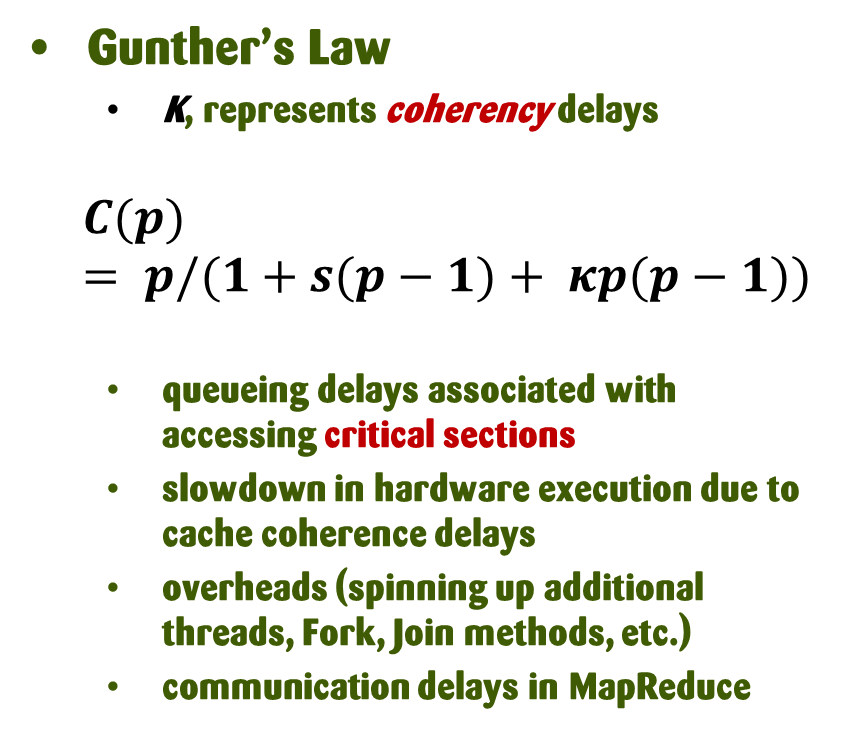 • Gunther's Law
• K, represents coherency delays
C(p)
= p/(1 + s(p − 1) + κp(p − 1))
• queueing delays associated with
accessing critical sections
• slowdown in hardware execution due to
cache coherence delays
• overheads (spinning up additional
threads, Fork, Join methods, etc.)
• communication delays in MapReduce